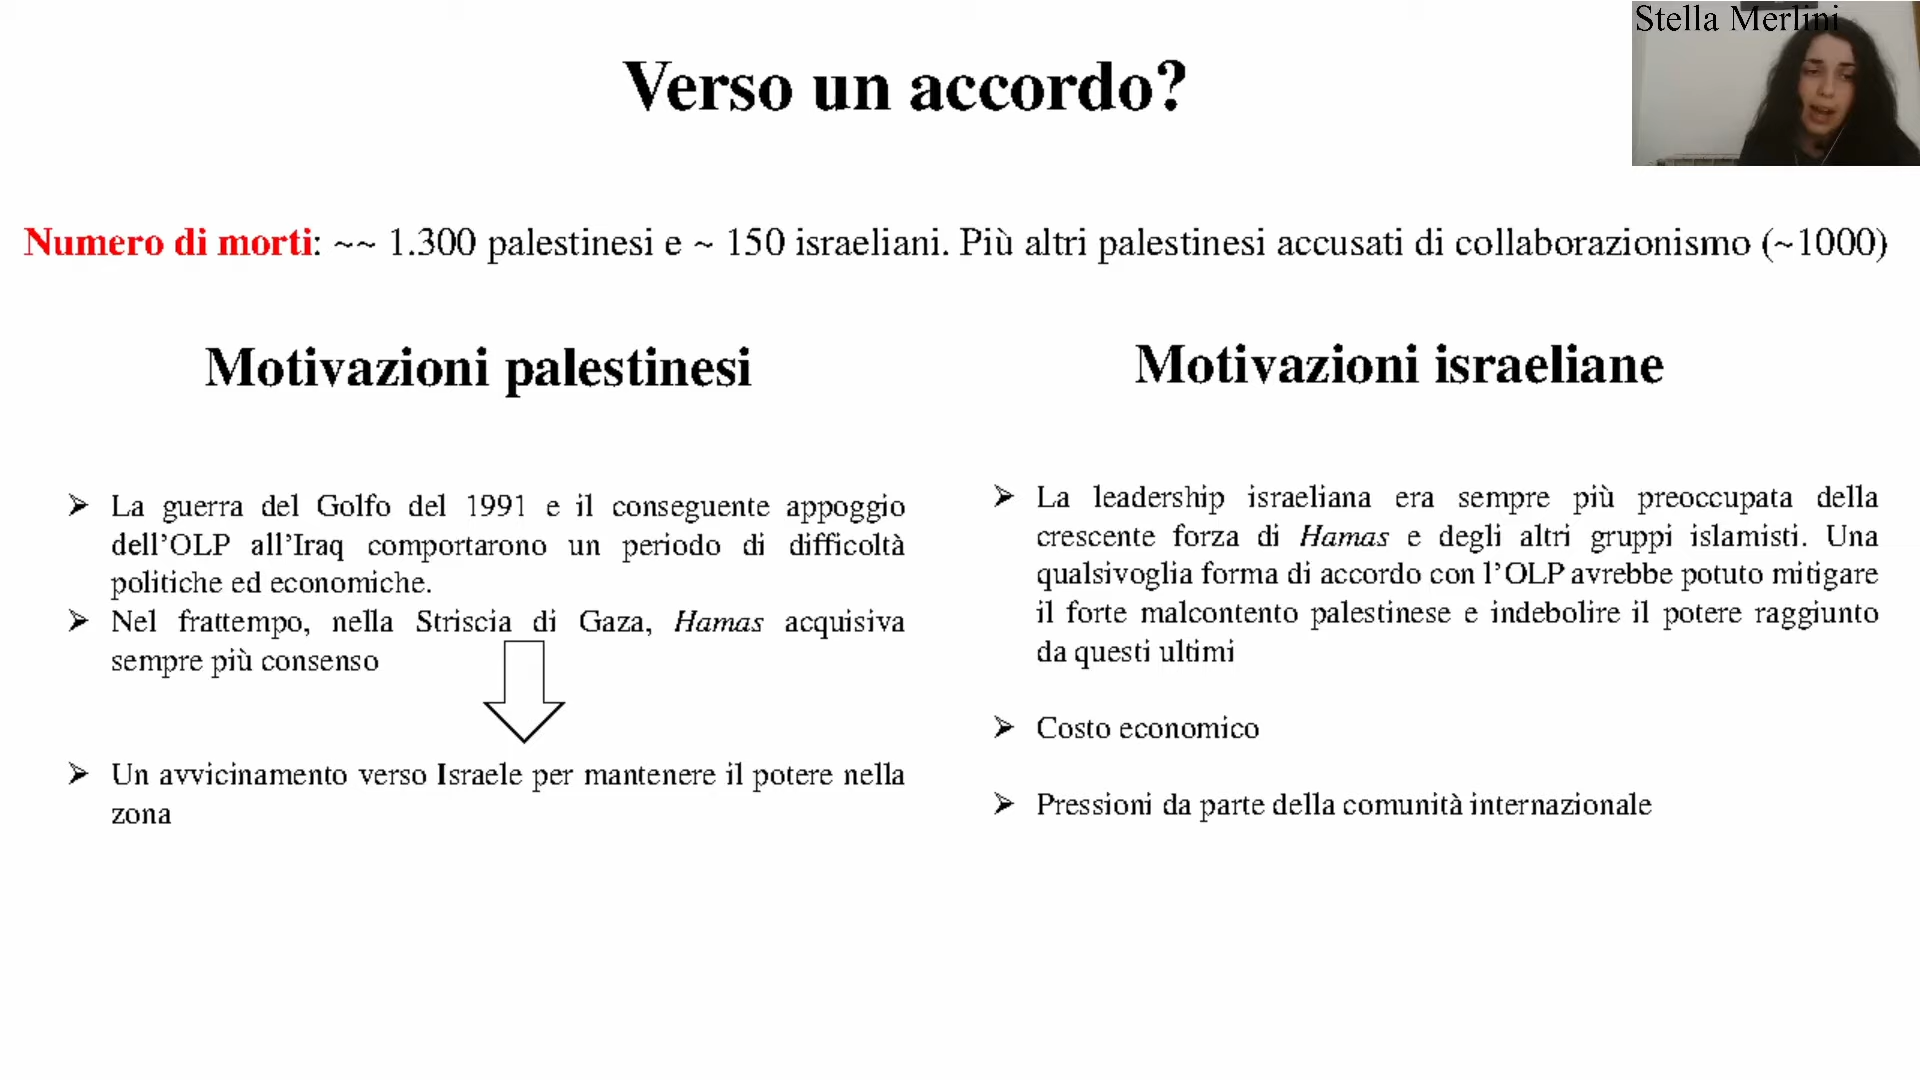 Stella Merlini
Verso un accordo?
Numero di morti: ~~ 1.300 palestinesi e ~ 150 israeliani. Più altri palestinesi accusati di collaborazionismo (~1000)
Motivazioni palestinesi
➢ La guerra del Golfo del 1991 e il conseguente appoggio
dell’OLP all’Iraq comportarono un periodo di difficoltà
politiche ed economiche.
➢ Nel frattempo, nella Striscia di Gaza, Hamas acquisiva
sempre più consenso
➢ Un avvicinamento verso Israele per mantenere il potere nella
zona
Motivazioni israeliane
➢ La leadership israeliana era sempre più preoccupata della
crescente forza di Hamas e degli altri gruppi islamisti. Una
qualsivoglia forma di accordo con l’OLP avrebbe potuto mitigare
il forte malcontento palestinese e indebolire il potere raggiunto
da questi ultimi
➢ Costo economico
➢ Pressioni da parte della comunità internazionale